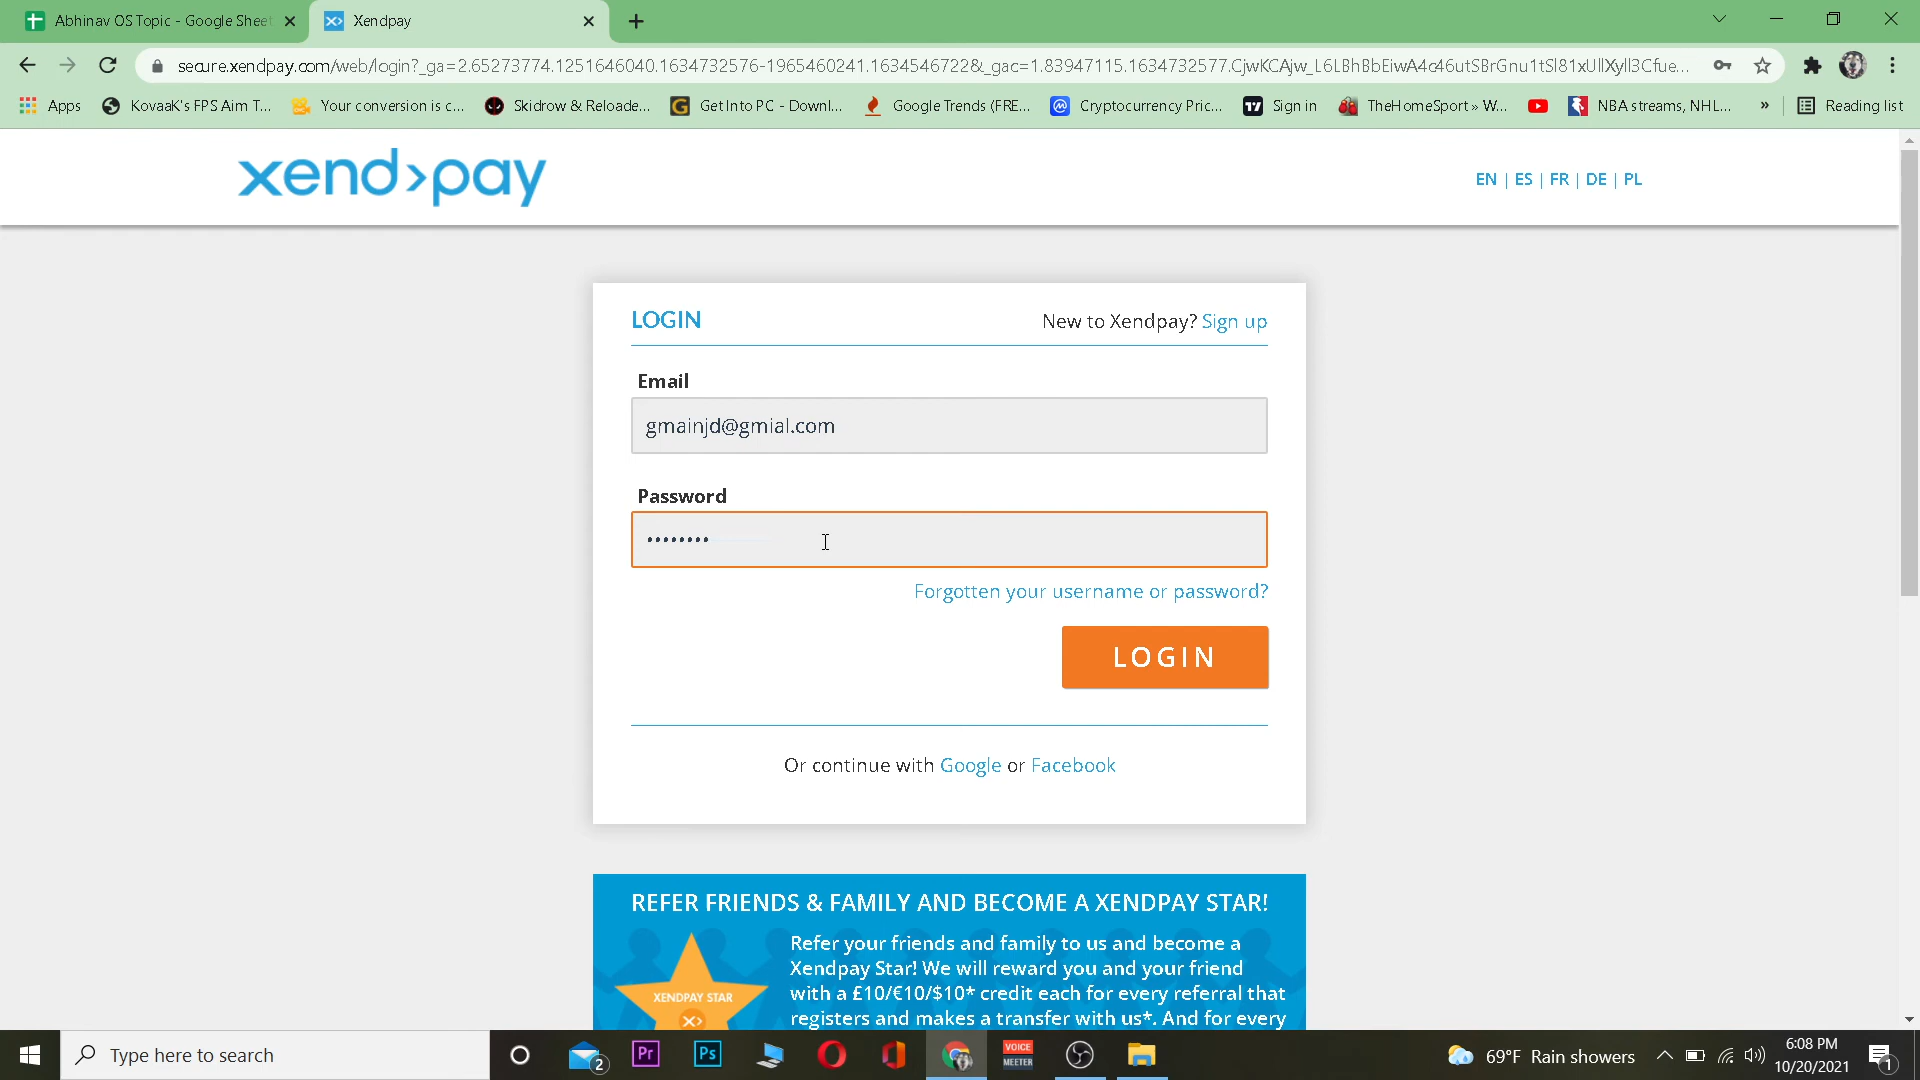 Abhinav OS Topic - Google Sheet
Xendpay
secure.xendpay.com/web/login?_ga=2.65273774.1251646040.1634732576-1965460241.1634546722&_gac=1.83947115.1634732577.CjwKCAjw_L6LBhBbEiwA4c46utSBrGnu1tSl81xUllXyll3Cfue...
Apps
KovaaK's FPS Aim T...
Your conversion is c...
Skidrow & Reloade...
Get Into PC - Downl...
Google Trends (FRE...
Cryptocurrency Pric...
Sign in
TheHomeSport » W...
NBA streams, NHL...
»
Reading list
xend>pay
EN | ES | FR | DE | PL
LOGIN
New to Xendpay? Sign up
Email
gmainjd@gmial.com
Password
••••••••
Forgotten your username or password?
LOGIN
Or continue with Google or Facebook
REFER FRIENDS & FAMILY AND BECOME A XENDPAY STAR!
Refer your friends and family to us and become a
Xendpay Star! We will reward you and your friend
with a £10/€10/$10* credit each for every referral that
registers and makes a transfer with us*. And for every
XENDPAY STAR
Type here to search
2
Pr
Ps
VOICE
MEETER
69°F Rain showers
6:08 PM
10/20/2021
1